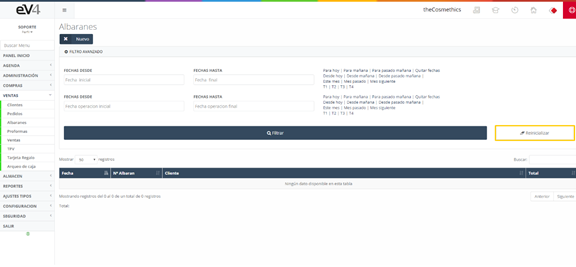 eV4
theCosmethics
SOPORTE
Buscar Menu
PANEL INICIO
AGENDA
ADMINISTRACIÓN
COMPRAS
VENTAS
Clientes
Pedidos
Albaranes
Proformas
Ventas
TPV
Tarjeta Regalo
Arqueo de caja
ALMACEN
REPORTES
AJUSTES TIPOS
CONFIGURACION
SEGURIDAD
SALIR
Albaranes
Nuevo
FILTRO AVANZADO
FECHAS DESDE
FECHAS HASTA
Fecha inicial
Fecha final
Para hoy | Para mañana | Para pasado mañana | Quitar fechas
Desde hoy | Desde mañana | Desde pasado mañana |
Este mes | Mes pasado | Mes siguiente
T1 | T2 | T3 | T4
FECHAS DESDE
FECHAS HASTA
Fecha operacion inicial
Fecha operacion final
Para hoy | Para mañana | Para pasado mañana | Quitar fechas
Desde hoy | Desde mañana | Desde pasado mañana |
Este mes | Mes pasado | Mes siguiente
T1 | T2 | T3 | T4
Filtrar
Reinicializar
Mostrar 50 registros
Buscar:
Fecha Nº Albaran Cliente Total
Ningún dato disponible en esta tabla
Mostrando registros del 0 al 0 de un total de 0 registros
Anterior Siguiente
Total: